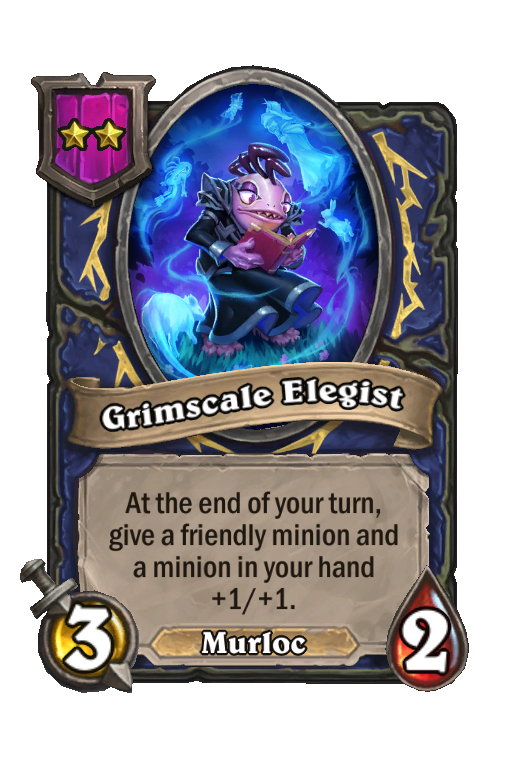 Grimscale Elegist
At the end of your turn,
give a friendly minion and
a minion in your hand
+1/+1.
3
Murloc
2